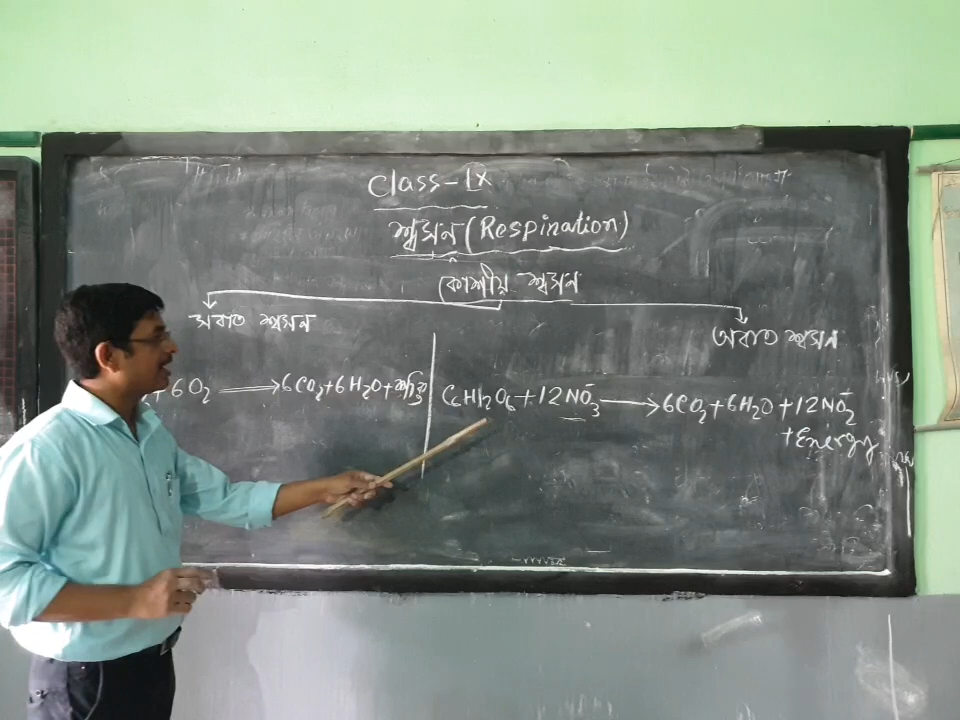 Class-IX
শ্বসন (Respiration)
কোশীয় শ্বসন
সবাত শ্বসন
অবাত শ্বসন
+6O₂ ⟶ 6CO₂+6H₂O+শক্তি
C₆H₁₂O₆+12NO₃⁻ ⟶ 6CO₂+6H₂O+12NO₂⁻
+Energy